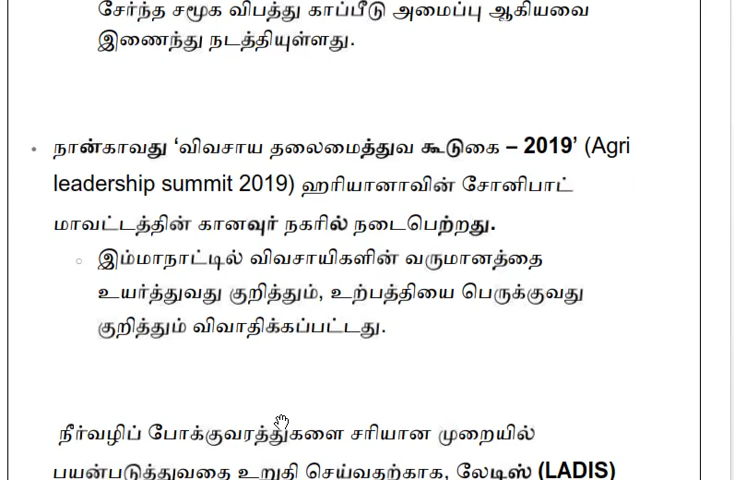 சேர்ந்த சமூக விபத்து காப்பீடு அமைப்பு ஆகியவை
இணைந்து நடத்தியுள்ளது.
• நான்காவது ‘விவசாய தலைமைத்துவ கூடுகை – 2019’ (Agri
leadership summit 2019) ஹரியானாவின் சோனிபாட்
மாவட்டத்தின் கானவுர் நகரில் நடைபெற்றது.
○ இம்மாநாட்டில் விவசாயிகளின் வருமானத்தை
உயர்த்துவது குறித்தும், உற்பத்தியை பெருக்குவது
குறித்தும் விவாதிக்கப்பட்டது.
நீர்வழிப் போக்குவரத்துகளை சரியான முறையில்
பயன்படுத்துவதை உறுதி செய்வதற்காக, லேடிஸ் (LADIS)